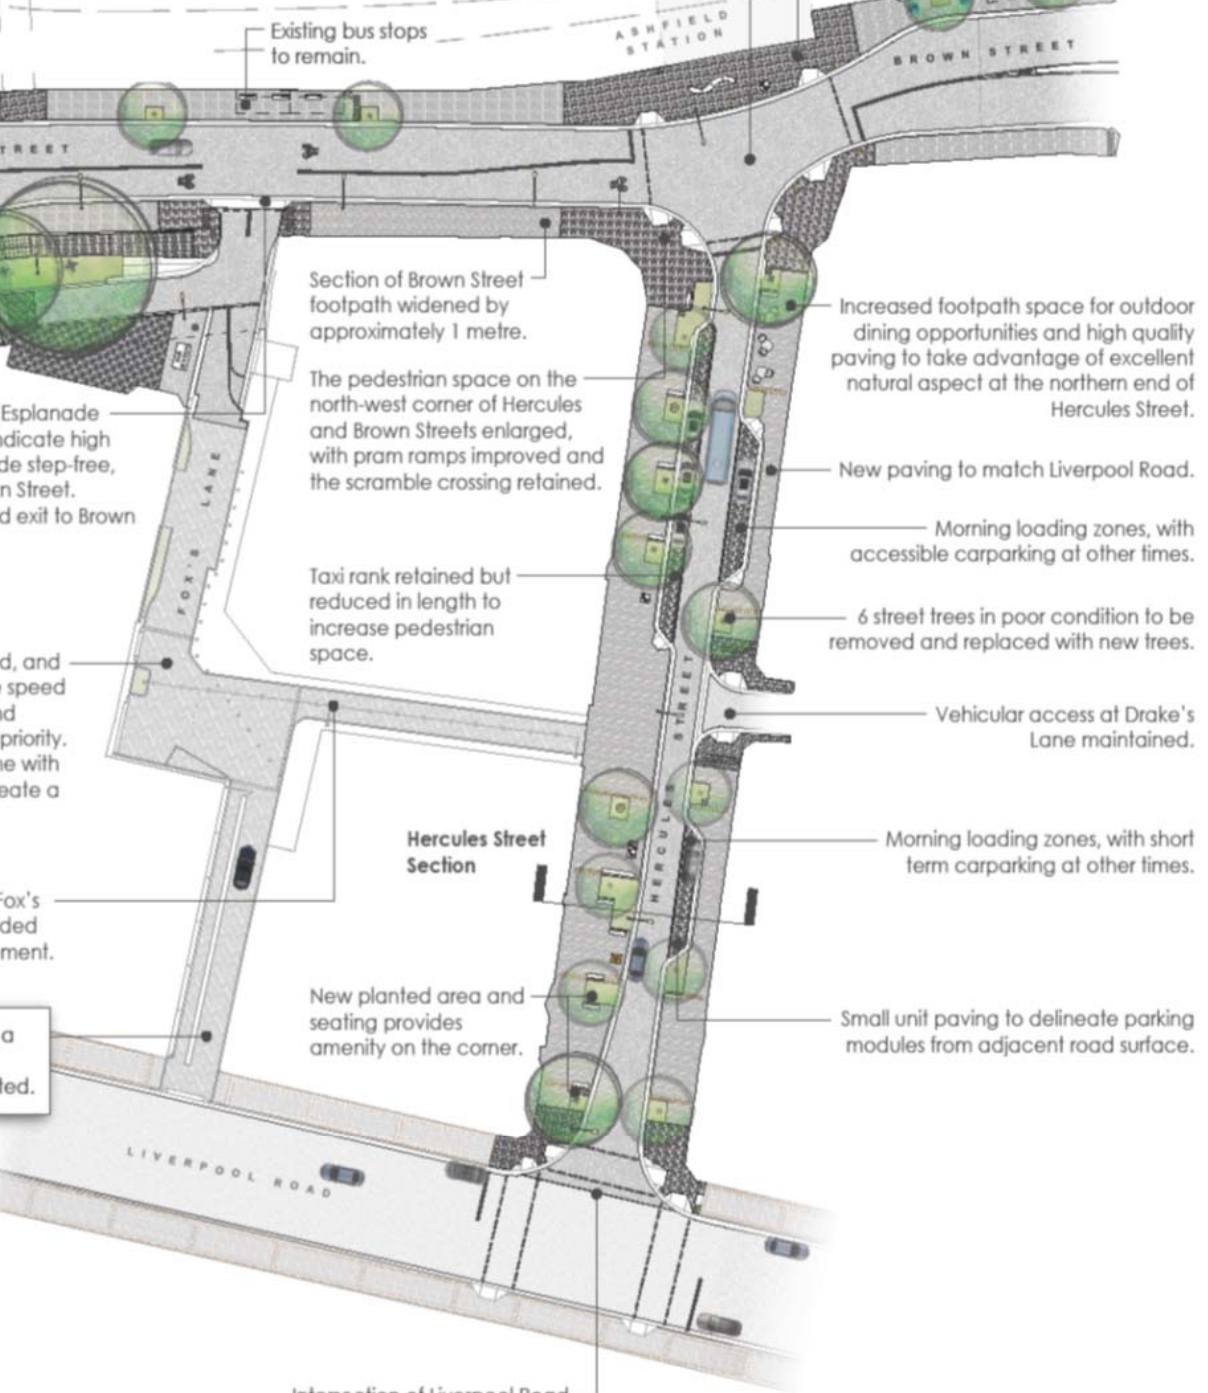 Existing bus stops
to remain.
ASHFIELD
STATION
BROWN STREET
TREET
Section of Brown Street
footpath widened by
approximately 1 metre.
The pedestrian space on the
north-west corner of Hercules
and Brown Streets enlarged,
with pram ramps improved and
the scramble crossing retained.
Increased footpath space for outdoor
dining opportunities and high quality
paving to take advantage of excellent
natural aspect at the northern end of
Hercules Street.
Esplanade
ndicate high
de step-free,
n Street.
d exit to Brown
FOX'S LANE
New paving to match Liverpool Road.
Morning loading zones, with
accessible carparking at other times.
Taxi rank retained but
reduced in length to
increase pedestrian
space.
6 street trees in poor condition to be
removed and replaced with new trees.
d, and
speed
nd
priority.
ne with
eate a
Vehicular access at Drake's
Lane maintained.
HERCULES STREET
Hercules Street
Section
Morning loading zones, with short
term carparking at other times.
Fox's
ded
ment.
New planted area and
seating provides
amenity on the corner.
Small unit paving to delineate parking
modules from adjacent road surface.
a
ted.
LIVERPOOL ROAD
Intersection of Liverpool Road